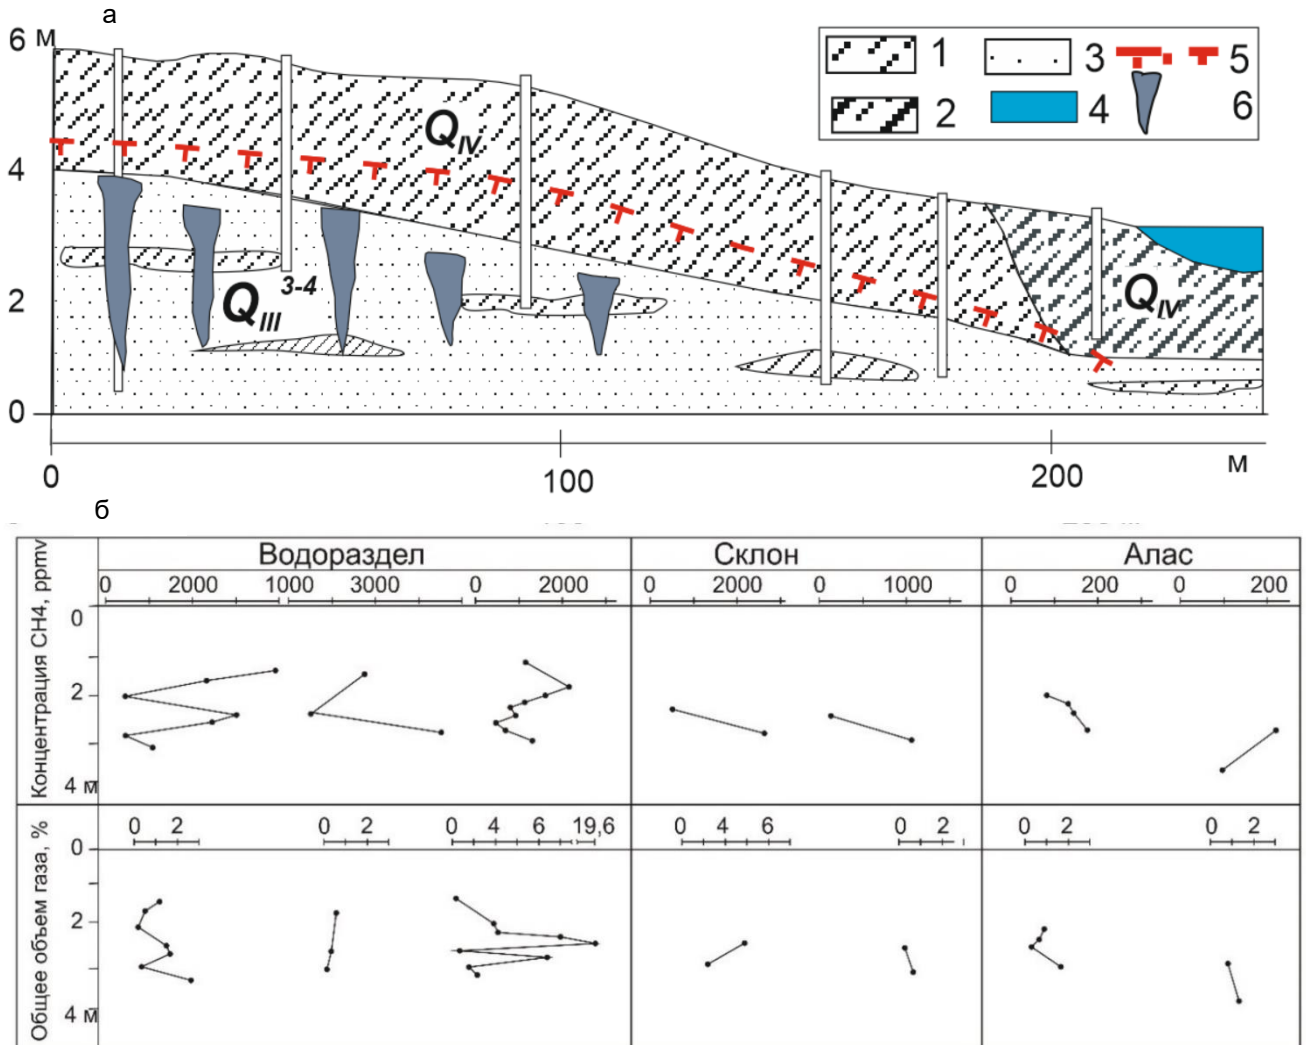 а
6 м
1 3 5
2 4 6
Q IV
4
3-4
Q III
Q IV
2
0
0 100 200 м
б
Концентрация CH4, ppmv
Водораздел Склон Алас
0 2000 1000 3000 0 2000 0 2000 0 1000 0 200 0 200
0
2
4 м
Общее объем газа, %
0 2 0 2 0 4 6 19,6 0 4 6 0 2 0 2 0 2
0
2
4 м